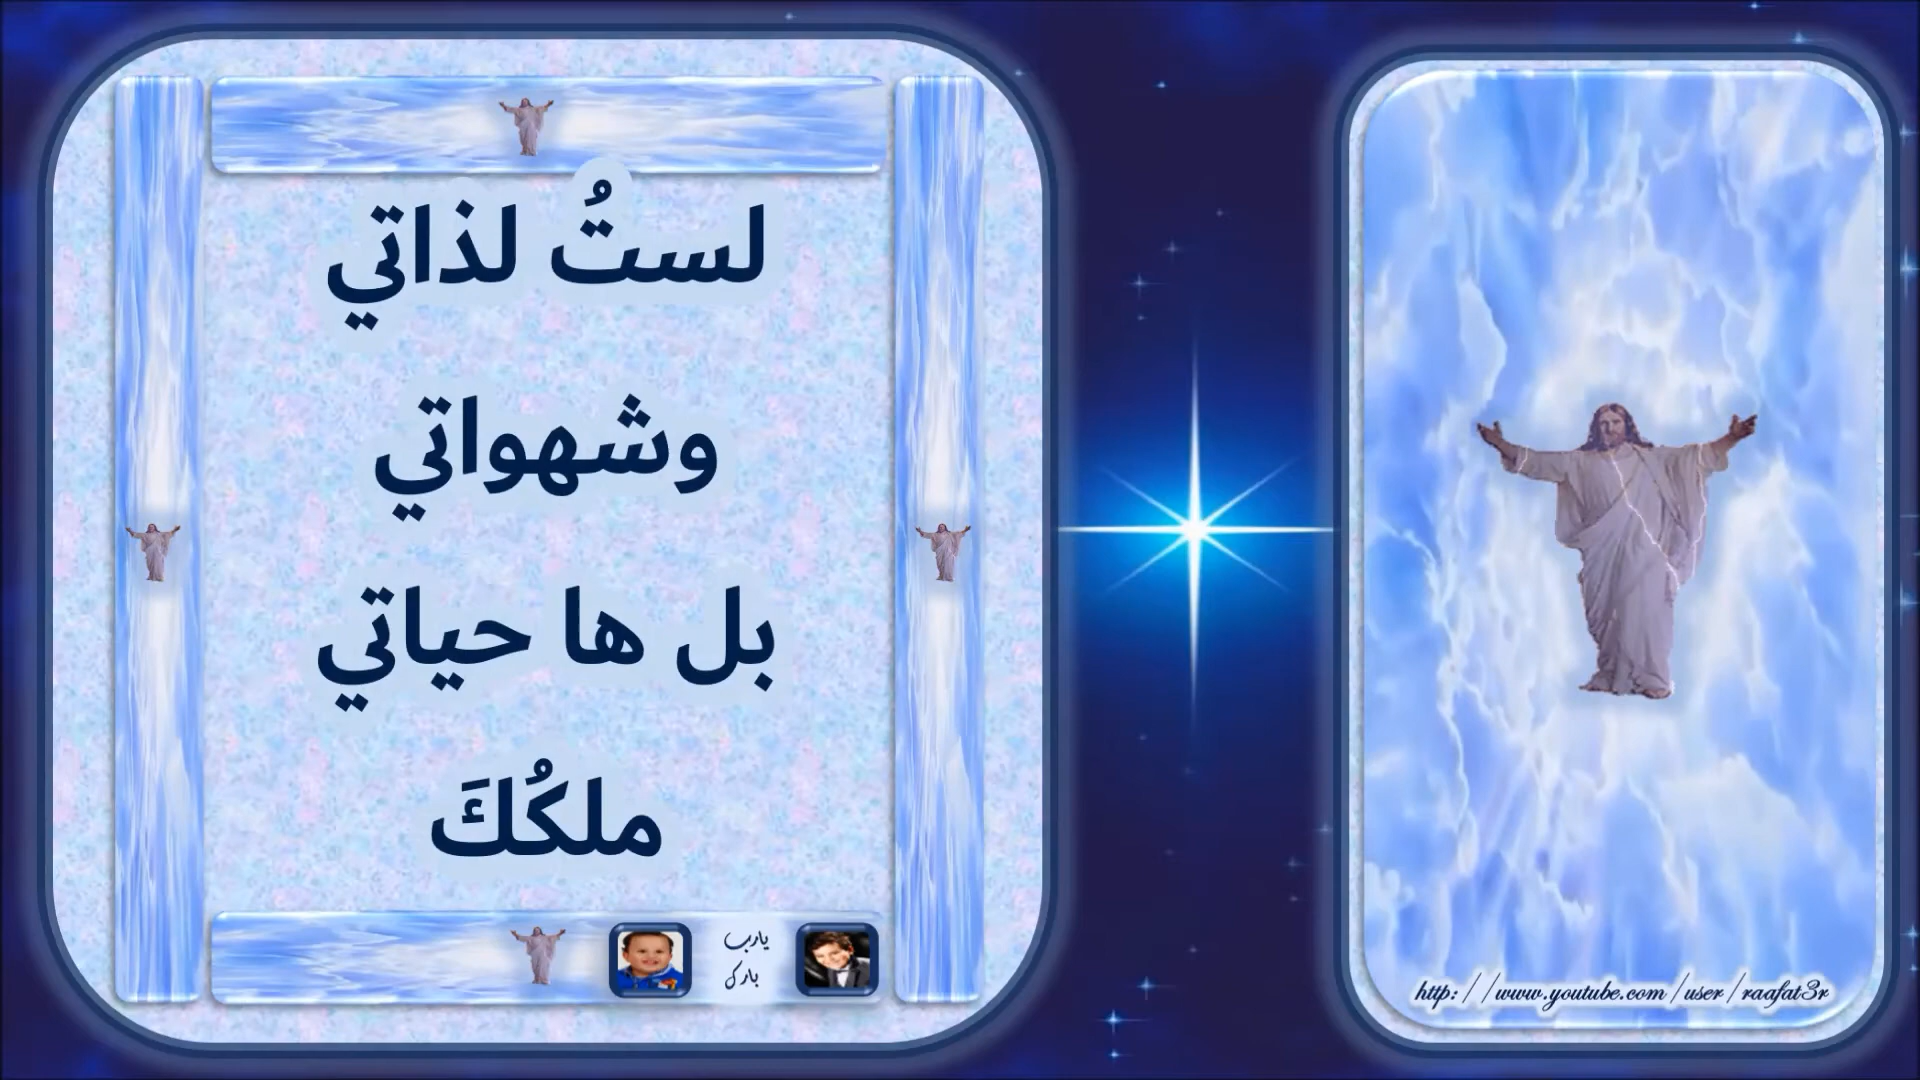 لستُ لذاتي
وشهواتي
بل ها حياتي
ملكُكَ
يارب
بارك
http://www.youtube.com/user/raafat3r